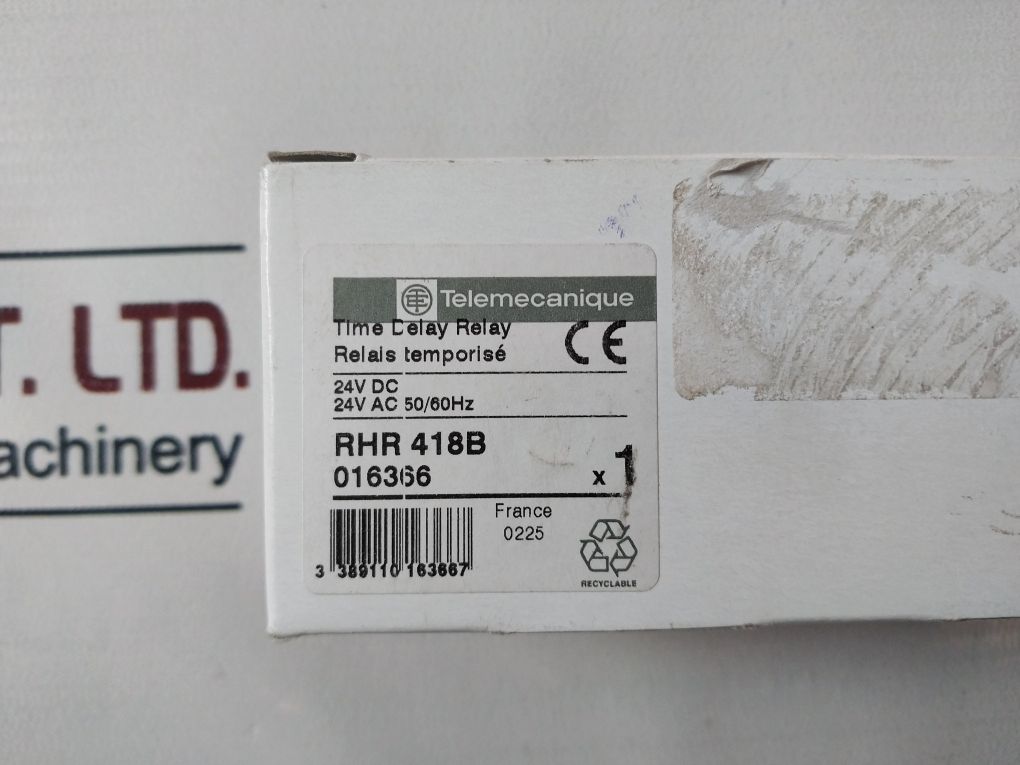 T. LTD.
achinery
TE Telemecanique
Time Delay Relay
Relais temporisé
CE
24V DC
24V AC 50/60Hz
RHR 418B
016366
x 1
France
0225
3 389110 163667
RECYCLABLE